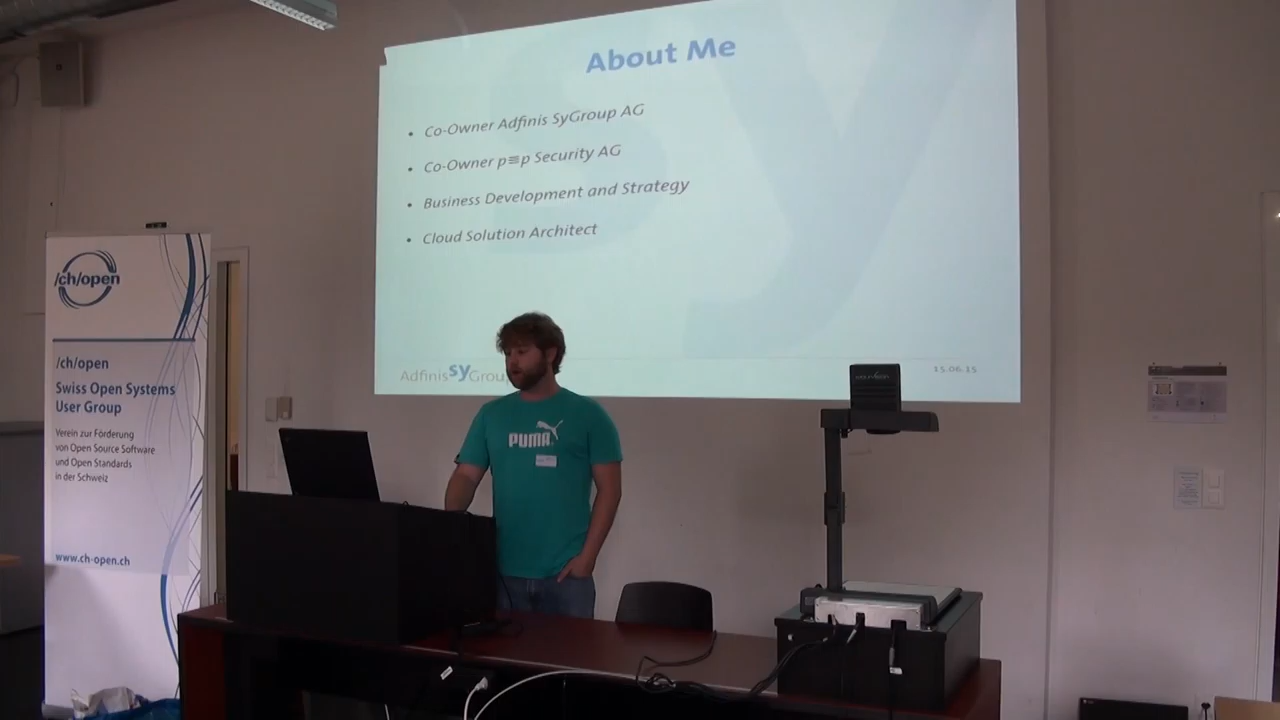 About Me
• Co-Owner Adfinis SyGroup AG
• Co-Owner p≡p Security AG
• Business Development and Strategy
• Cloud Solution Architect
Adfinis sy
15.06.15
/ch/open
/ch/open
Swiss Open Systems
User Group
Verein zur Förderung
von Open Source Software
und Open Standards
in der Schweiz
www.ch-open.ch
PUMA